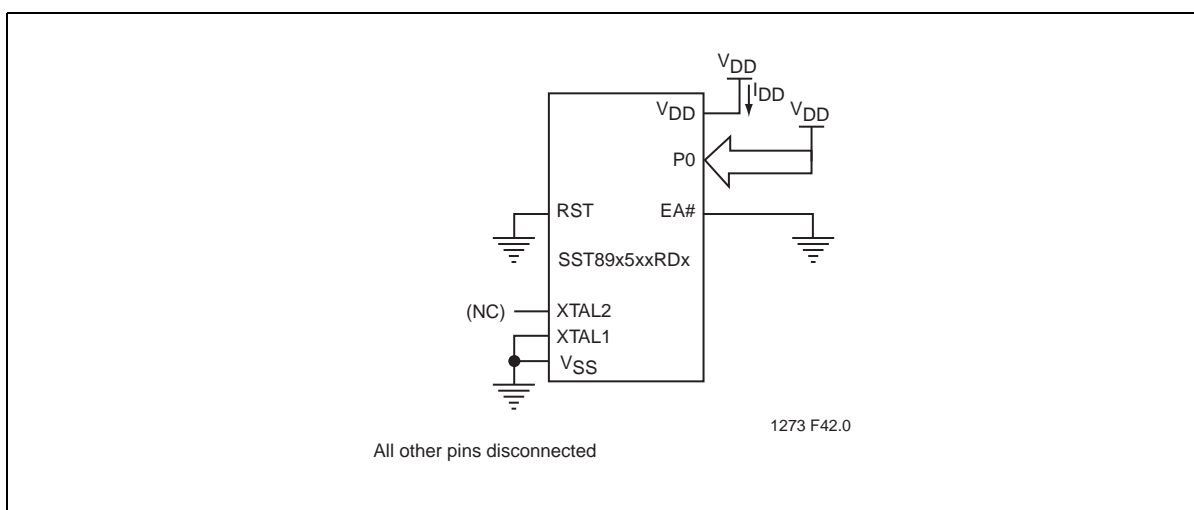 VDD
IDD
VDD
VDD
P0
RST
EA#
SST89x5xxRDx
(NC)
XTAL2
XTAL1
VSS
1273 F42.0
All other pins disconnected